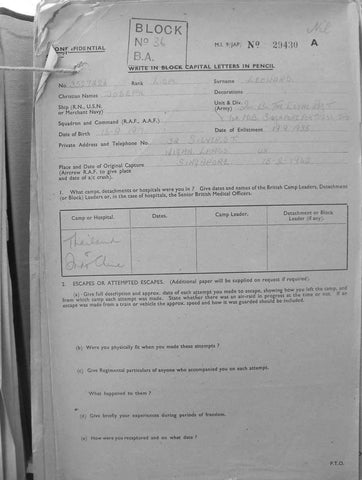 Nil
CONFIDENTIAL
BLOCK
Nº 36
B.A.
M.I. 9/JAP/ Nº 29430 A
WRITE IN BLOCK CAPITAL LETTERS IN PENCIL
No. Rank Surname LEONARD
Christian Names JOSEPH Decorations
Ship (R.N., U.S.N. or Merchant Navy) Unit & Div. (Army)
Squadron and Command (R.A.F., A.A.F.)
Date of Birth Date of Enlistment
Private Address and Telephone No.
Place and Date of Original Capture SINGAPORE
(Aircrew R.A.F. to give place
and date of a/c crash).
1. What camps, detachments or hospitals were you in? Give dates and names of the British Camp Leaders, Detachment
(or Block) Leaders or, in the case of hospitals, the Senior British Medical Officers.
Camp or Hospital. Dates. Camp Leader. Detachment or Block Leader (if any).
Thailand
Indo China
2. ESCAPES OR ATTEMPTED ESCAPES. (Additional paper will be supplied on request if required).
(a) Give full description and approx. date of each attempt you made to escape, showing how you left the camp, and
from which camp each attempt was made. State whether there was an air-raid in progress at the time or not. If an
escape was made from a train or vehicle the approx. speed and how it was guarded should be included.
(b) Were you physically fit when you made these attempts?
(c) Give Regimental particulars of anyone who accompanied you on each attempt.
What happened to them?
(d) Give briefly your experiences during periods of freedom.
(e) How were you recaptured and on what date?
P.T.O.